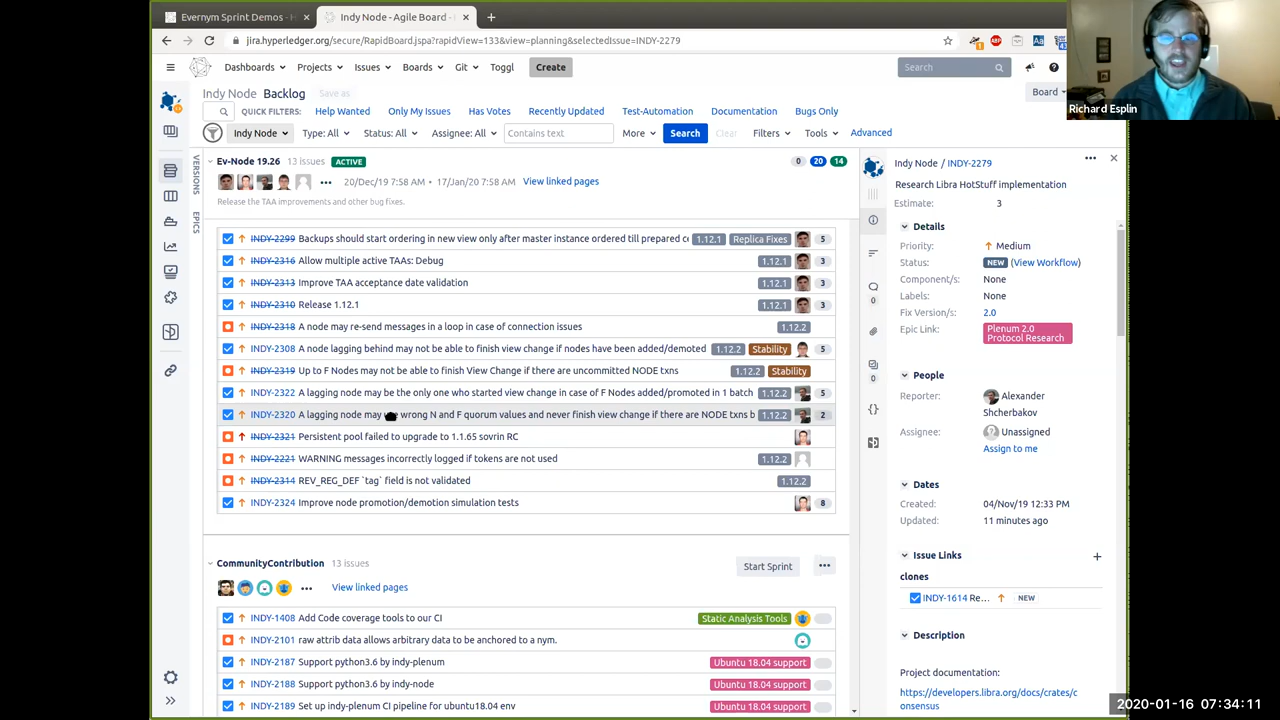 Evernym Sprint Demos - H
Indy Node - Agile Board -
jira.hyperledger.org/secure/RapidBoard.jspa?rapidView=133&view=planning&selectedIssue=INDY-2279
Dashboards Projects Issues Boards Git Toggl Create Search
Indy Node Backlog Save as Board
QUICK FILTERS: Help Wanted Only My Issues Has Votes Recently Updated Test-Automation Documentation Bugs Only
Indy Node Type: All Status: All Assignee: All Contains text More Search Clear Filters Tools Advanced
Richard Esplin
VERSIONS
EPICS
Ev-Node 19.26 13 issues ACTIVE 0 20 14
20/Dec/19 7:58 AM • 17/Jan/20 7:58 AM View linked pages
Release the TAA improvements and other bug fixes.
INDY-2299 Backups should start ordering in new view only after master instance ordered till prepared ce 1.12.1 Replica Fixes 5
INDY-2316 Allow multiple active TAAs: Debug 1.12.1 3
INDY-2313 Improve TAA acceptance date validation 1.12.1 3
INDY-2310 Release 1.12.1 1.12.1 3
A node may re-send messages in a loop in case of connection issues 1.12.2
lagging behind may not be able to finish view change if nodes have been added/demoted 1.12.2 Stability 5
INDY-2319 Up to F Nodes may not be able to finish View Change if there are uncommitted NODE txns 1.12.2 Stability
INDY-2322 A lagging node may be the only one who started view change in case of F Nodes added/promoted in 1 batch 1.12.2 5
INDY-2320 A lagging node may wrong N and F quorum values and never finish view change if there are NODE txns b 1.12.2 2
INDY-2321 Persistent pool failed to upgrade to 1.1.65 sovrin RC
INDY-2221 WARNING messages incorrectly logged if tokens are not used 1.12.2
INDY-2314 REV_REG_DEF `tag` field is not validated 1.12.2
INDY-2324 Improve node promotion/demotion simulation tests 8
CommunityContribution 13 issues Start Sprint
View linked pages
INDY-1408 Add Code coverage tools to our CI Static Analysis Tools
INDY-2101 raw attrib data allows arbitrary data to be anchored to a nym.
INDY-2187 Support python3.6 by indy-plenum Ubuntu 18.04 support
INDY-2188 Support python3.6 by indy-node Ubuntu 18.04 support
INDY-2189 Set up indy-plenum CI pipeline for ubuntu18.04 env Ubuntu 18.04 support
Indy Node / INDY-2279
Research Libra HotStuff implementation
Estimate: 3
Details
Priority: Medium
Status: NEW (View Workflow)
Component/s: None
Labels: None
Fix Version/s: 2.0
Epic Link: Plenum 2.0
Protocol Research
People
Reporter: Alexander
Shcherbakov
Assignee: Unassigned
Assign to me
Dates
Created: 04/Nov/19 12:33 PM
Updated: 11 minutes ago
Issue Links
clones
INDY-1614 Re... NEW
Description
Project documentation:
https://developers.libra.org/docs/crates/c
onsensus
2020-01-16 07:34:11